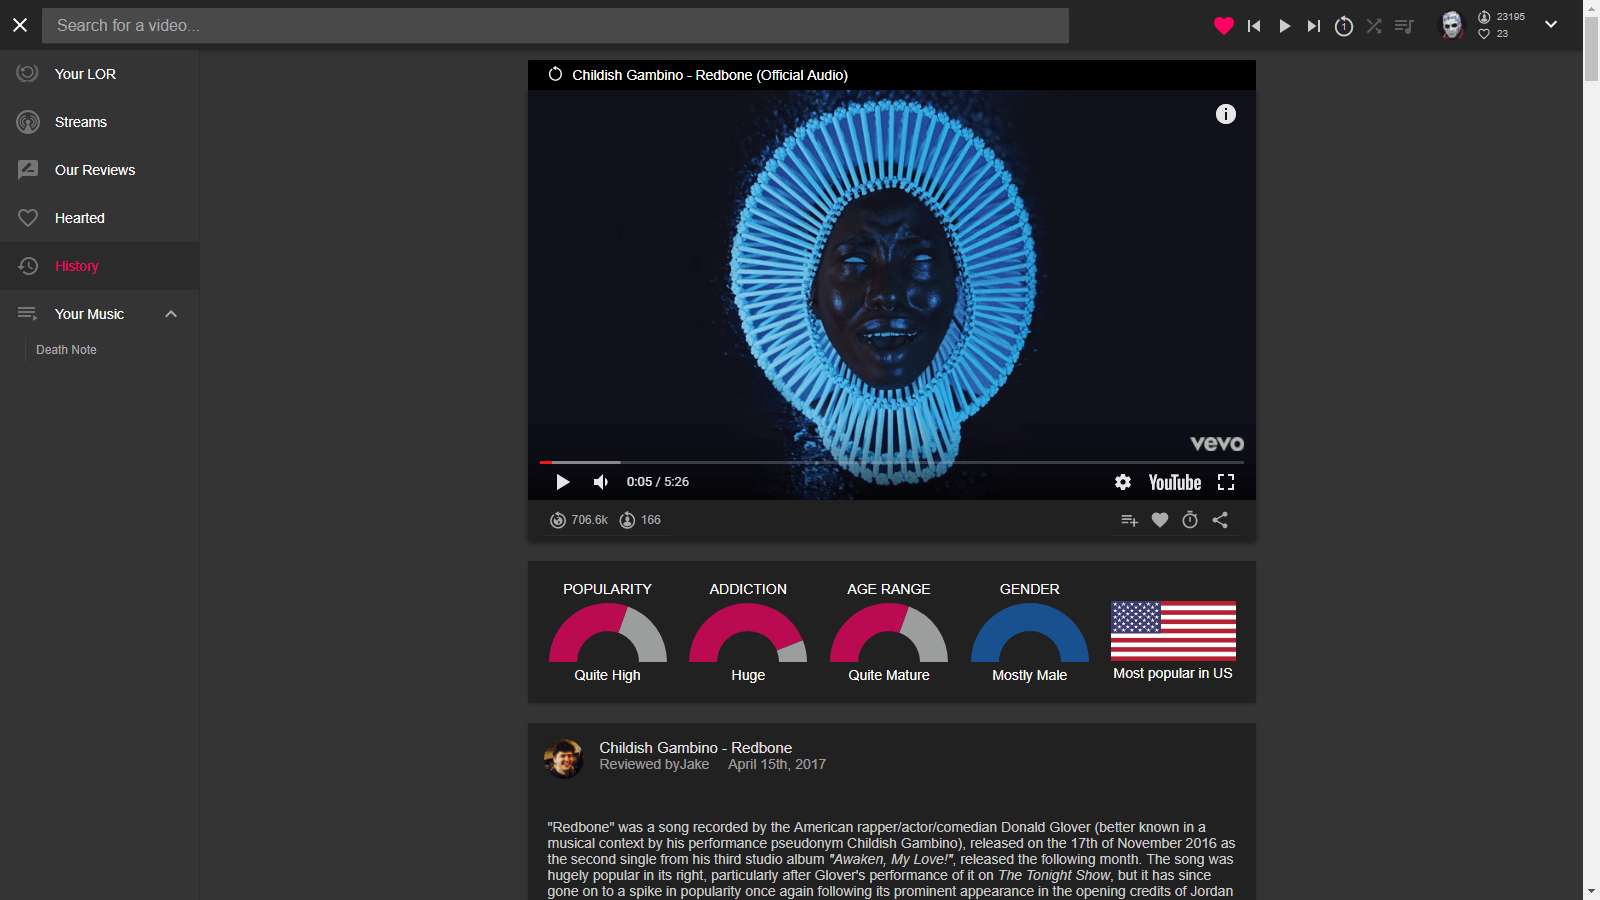 Search for a video...
1
23195
23
Your LOR
Streams
Our Reviews
Hearted
History
Your Music
Death Note
Childish Gambino - Redbone (Official Audio)
vevo
0:05 / 5:26
YouTube
706.6k
166
POPULARITY
Quite High
ADDICTION
Huge
AGE RANGE
Quite Mature
GENDER
Mostly Male
Most popular in US
Childish Gambino - Redbone
Reviewed byJake April 15th, 2017
"Redbone" was a song recorded by the American rapper/actor/comedian Donald Glover (better known in a
musical context by his performance pseudonym Childish Gambino), released on the 17th of November 2016 as
the second single from his third studio album "Awaken, My Love!", released the following month. The song was
hugely popular in its right, particularly after Glover's performance of it on The Tonight Show, but it has since
gone on to a spike in popularity once again following its prominent appearance in the opening credits of Jordan